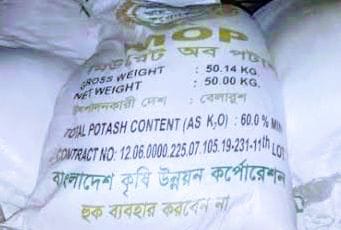 MOP
মিউরেট অব পটাশ
GROSS WEIGHT : 50.14 KG.
NET WEIGHT : 50.00 KG.
উৎপাদনকারী দেশ : বেলারুশ
TOTAL POTASH CONTENT (AS K₂O) : 60.0 % MIN
CONTRACT NO: 12.06.0000.225.07.105.19-231-11th LOT
বাংলাদেশ কৃষি উন্নয়ন কর্পোরেশন
হুক ব্যবহার করবেন না